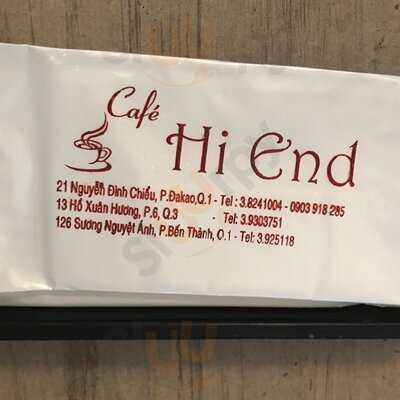 Café
Hi End
21 Nguyễn Đình Chiểu, P.Đakao,Q.1 - Tel : 3.8241004 - 0903 918 285
13 Hồ Xuân Hương, P.6, Q.3 - Tel: 3.9303751
126 Sương Nguyệt Ánh, P.Bến Thành, Q.1 - Tel: 3.925118